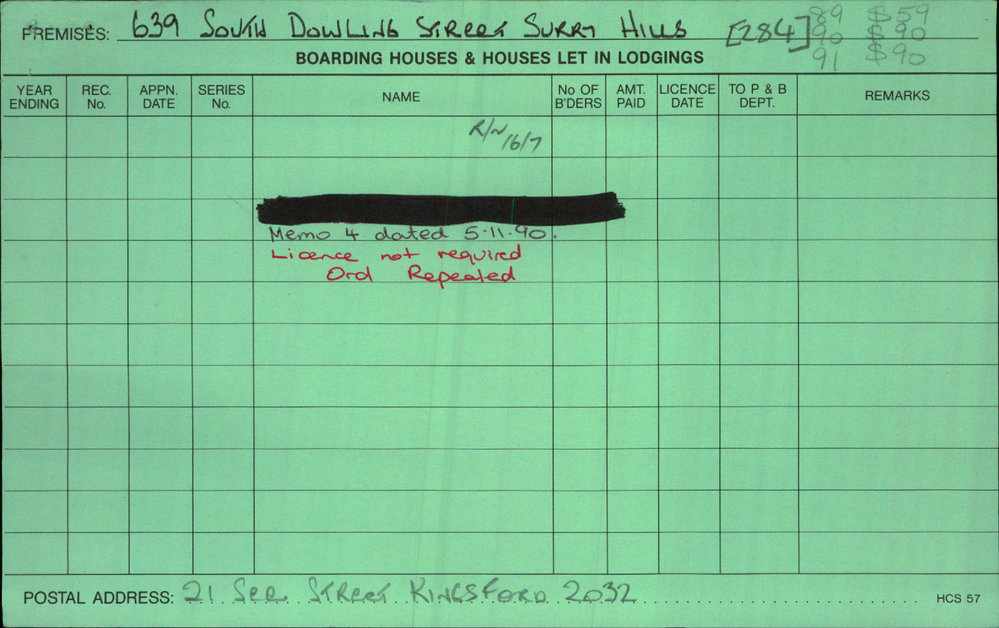 PREMISES: 639 SOUTH DOWLING STREET SURRY HILLS [284] 89 $59
90 $90
91 $90
BOARDING HOUSES & HOUSES LET IN LODGINGS
YEAR ENDING REC. No. APPN. DATE SERIES No. NAME No OF B'DERS AMT. PAID LICENCE DATE TO P & B DEPT. REMARKS
R/N 16/7
Memo 4 dated 5.11.90.
Licence not required
Ord Repealed
POSTAL ADDRESS: 21 SEE STREET KINGSFORD 2032
HCS 57